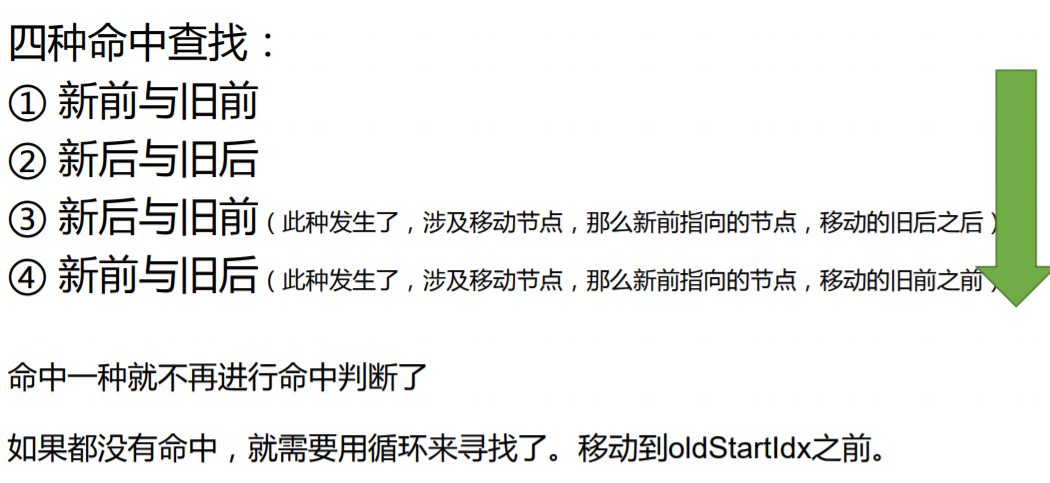 四种命中查找：
① 新前与旧前
② 新后与旧后
③ 新后与旧前（此种发生了，涉及移动节点，那么新前指向的节点，移动的旧后之后）
④ 新前与旧后（此种发生了，涉及移动节点，那么新前指向的节点，移动的旧前之前）
命中一种就不再进行命中判断了
如果都没有命中，就需要用循环来寻找了。移动到oldStartIdx之前。